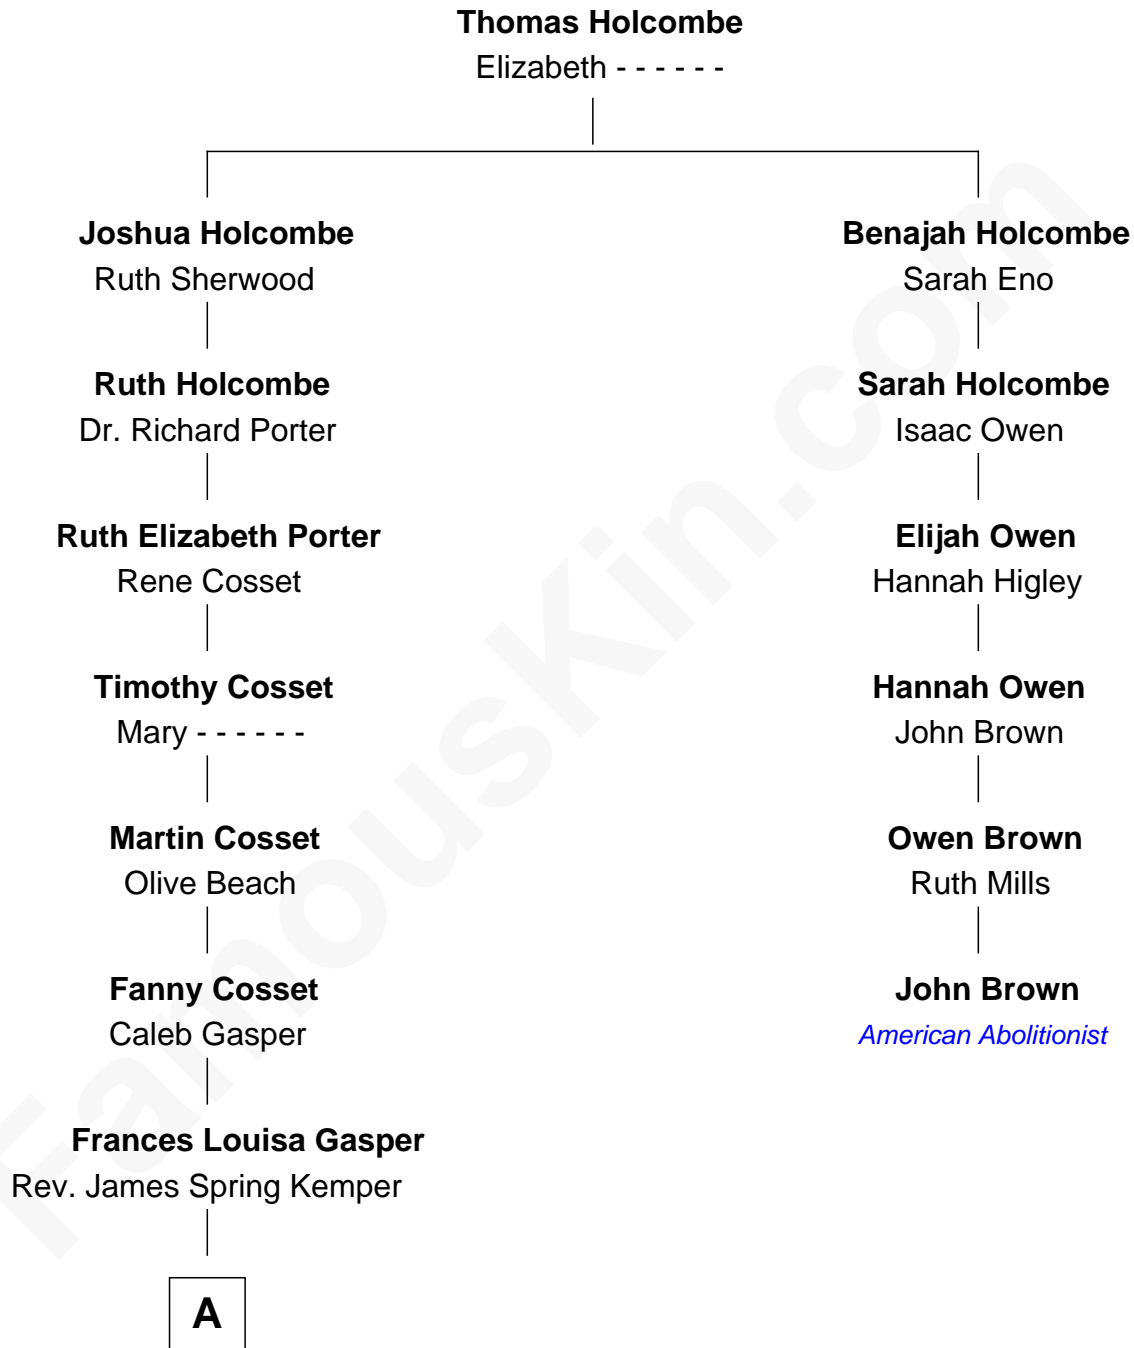 Thomas Holcombe
Elizabeth - - - - - -
Joshua Holcombe
Ruth Sherwood
Benajah Holcombe
Sarah Eno
Ruth Holcombe
Dr. Richard Porter
Sarah Holcombe
Isaac Owen
Ruth Elizabeth Porter
Rene Cosset
Elijah Owen
Hannah Higley
Timothy Cosset
Mary - - - - - -
Hannah Owen
John Brown
Martin Cosset
Olive Beach
Owen Brown
Ruth Mills
Fanny Cosset
Caleb Gasper
John Brown
American Abolitionist
Frances Louisa Gasper
Rev. James Spring Kemper
A
FamousKin.com